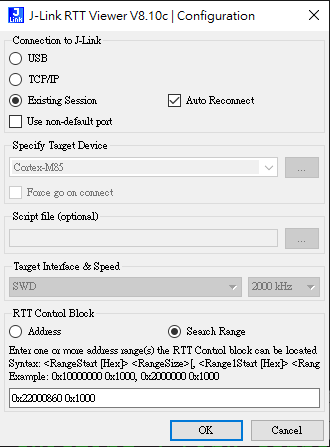 J-Link RTT Viewer V8.10c | Configuration
Connection to J-Link
USB
TCP/IP
Existing Session
Auto Reconnect
Use non-default port
Specify Target Device
Cortex-M85
...
Force go on connect
Script file (optional)
...
Target Interface & Speed
SWD
2000 kHz
RTT Control Block
Address
Search Range
Enter one or more address range(s) the RTT Control block can be located
Syntax: <RangeStart [Hex]> <RangeSize>[, <Range1Start [Hex]> <Rang
Example: 0x10000000 0x1000, 0x2000000 0x1000
0x22000860 0x1000
OK
Cancel